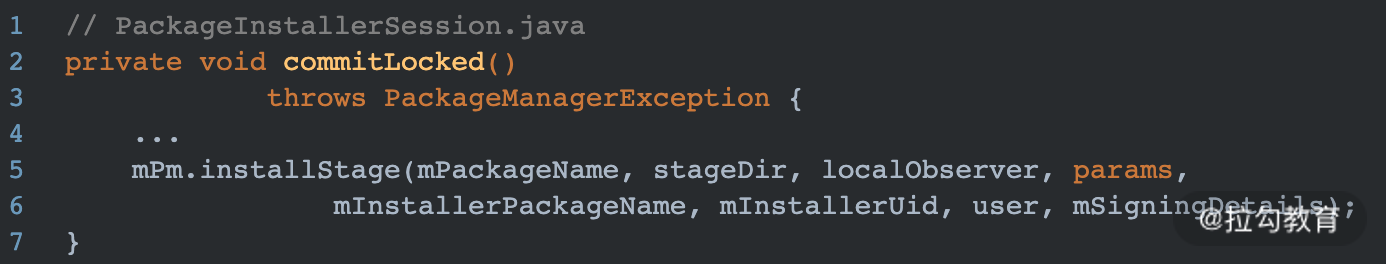 1 // PackageInstallerSession.java
2 private void commitLocked()
3 throws PackageManagerException {
4 ...
5 mPm.installStage(mPackageName, stageDir, localObserver, params,
6 mInstallerPackageName, mInstallerUid, user, mSigningDetails);
7 }
@拉勾教育